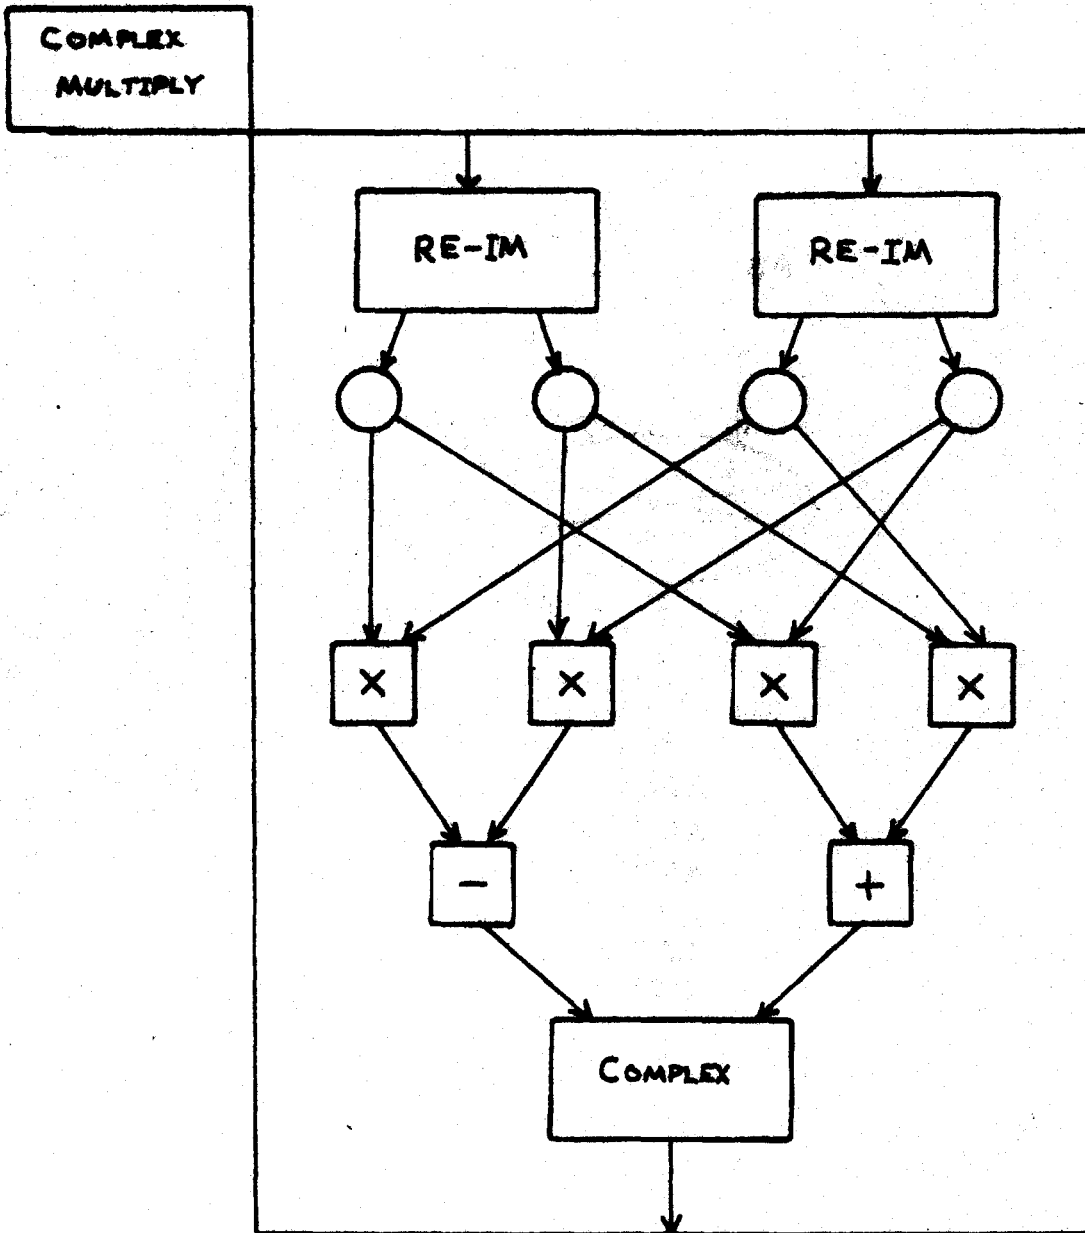 COMPLEX
MULTIPLY
RE-IM
RE-IM
×
×
×
×
−
+
COMPLEX